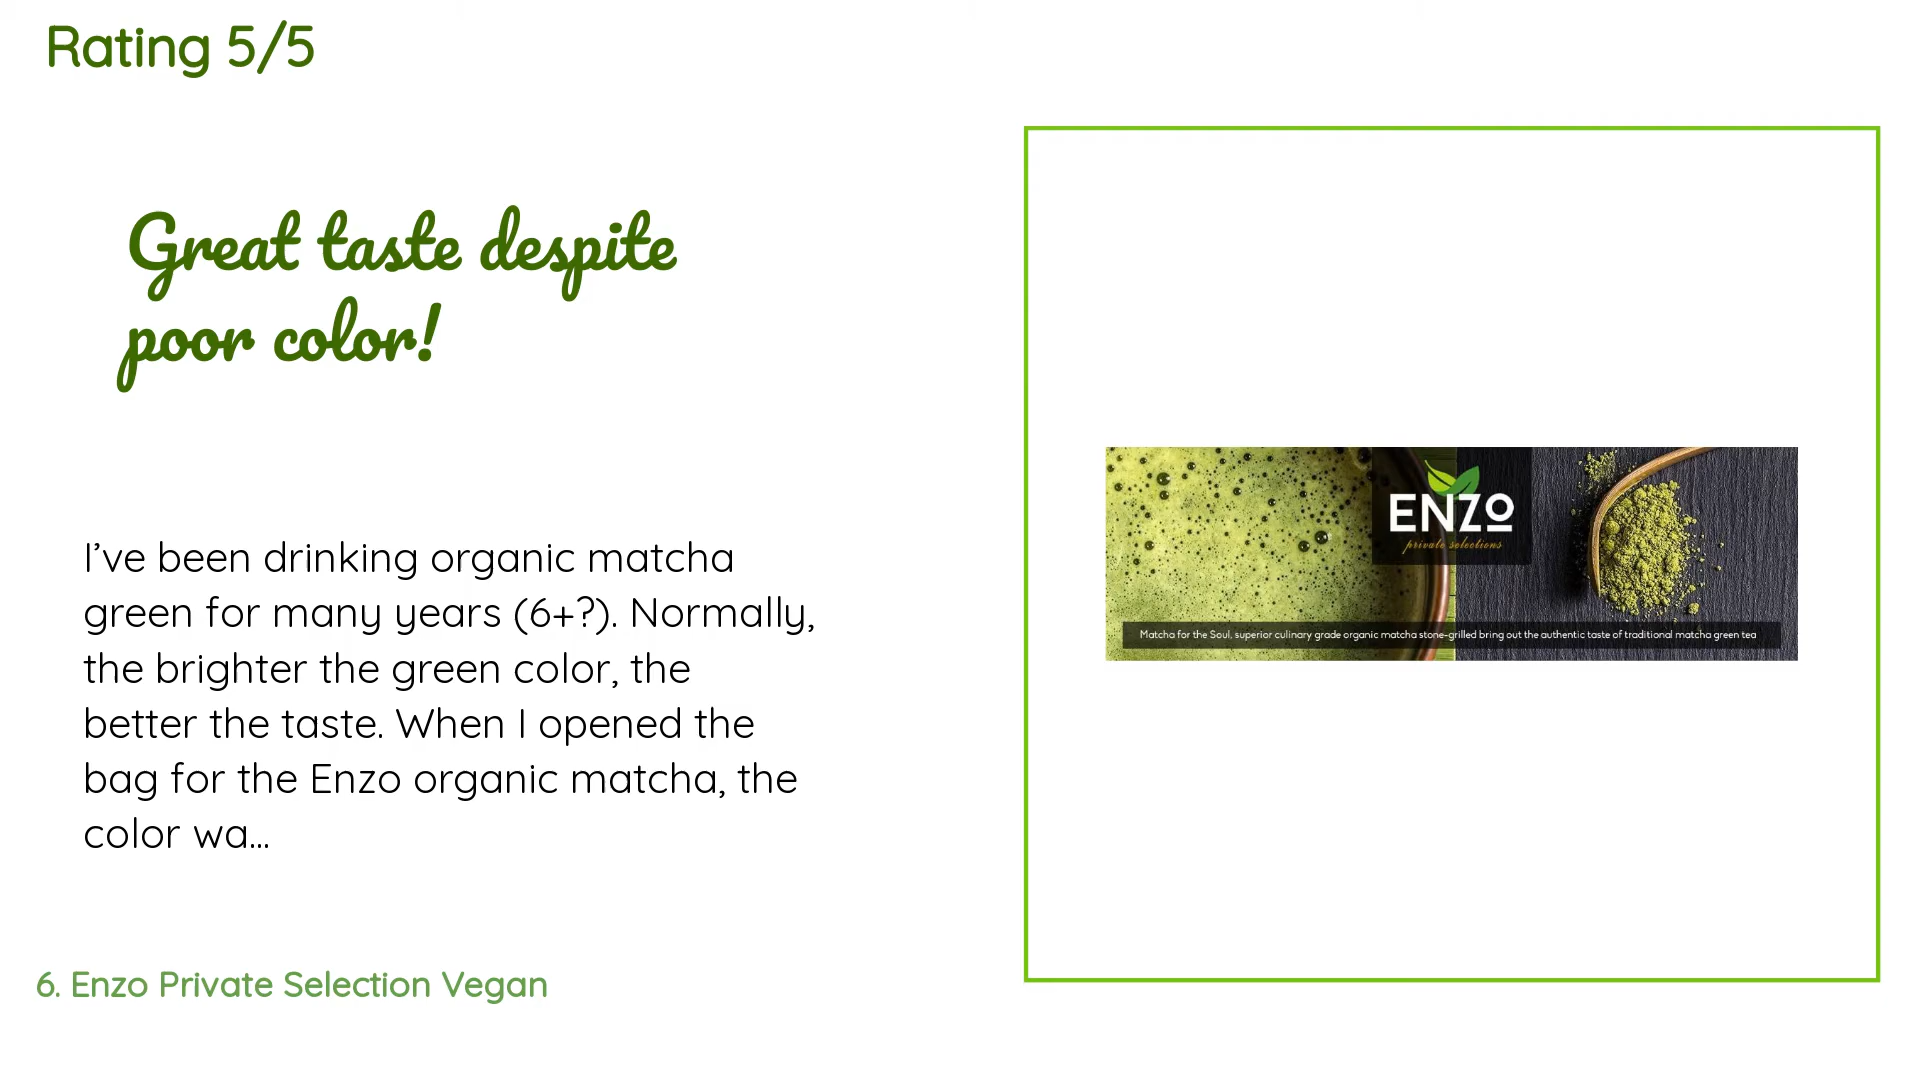 Rating 5/5
Great taste despite
poor color!
I’ve been drinking organic matcha
green for many years (6+?). Normally,
the brighter the green color, the
better the taste. When I opened the
bag for the Enzo organic matcha, the
color wa...
6. Enzo Private Selection Vegan
ENZO
private selections
Matcha for the Soul, superior culinary grade organic matcha stone-grilled bring out the authentic taste of traditional matcha green tea